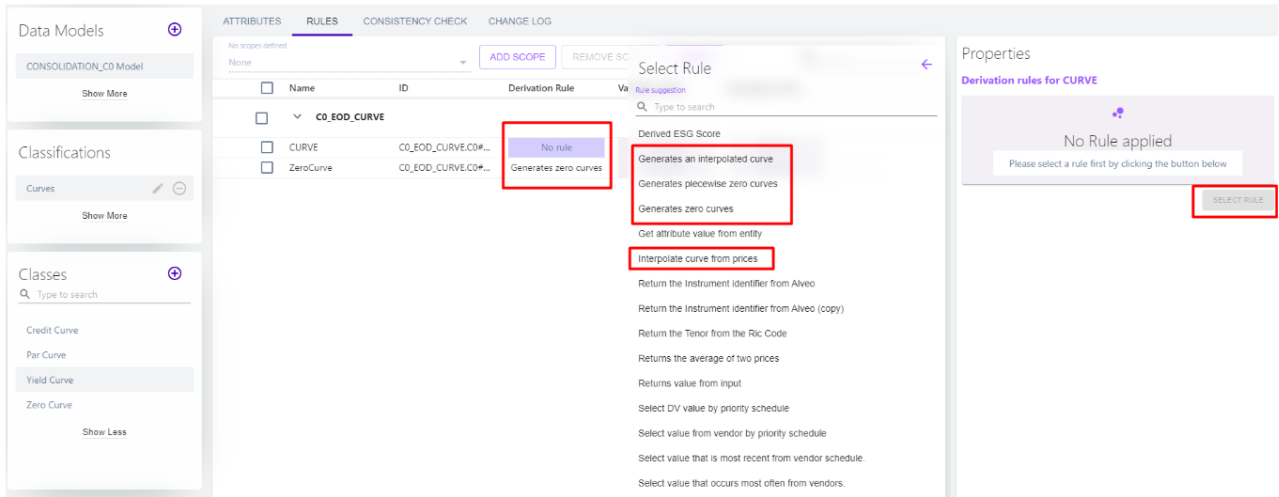 Data Models
CONSOLIDATION_C0 Model
Show More
Classifications
Curves
Show More
Classes
Type to search
Credit Curve
Par Curve
Yield Curve
Zero Curve
Show Less
ATTRIBUTES RULES CONSISTENCY CHECK CHANGE LOG
No scopes defined
None
ADD SCOPE REMOVE SC
Name ID Derivation Rule Va
C0_EOD_CURVE
CURVE C0_EOD_CURVE.C0#... No rule
ZeroCurve C0_EOD_CURVE.C0#... Generates zero curves
Select Rule
Rule suggestion
Type to search
Derived ESG Score
Generates an interpolated curve
Generates piecewise zero curves
Generates zero curves
Get attribute value from entity
Interpolate curve from prices
Return the Instrument identifier from Alveo
Return the Instrument identifier from Alveo (copy)
Return the Tenor from the Ric Code
Returns the average of two prices
Returns value from input
Select DV value by priority schedule
Select value from vendor by priority schedule
Select value that is most recent from vendor schedule.
Select value that occurs most often from vendors.
Properties
Derivation rules for CURVE
No Rule applied
Please select a rule first by clicking the button below
SELECT RULE